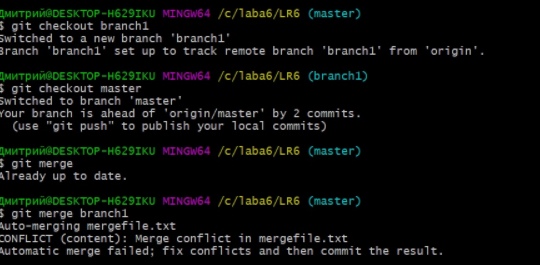 Дмитрий@DESKTOP-H629IKU MINGW64 /c/laba6/LR6 (master)
$ git checkout branch1
Switched to a new branch 'branch1'
Branch 'branch1' set up to track remote branch 'branch1' from 'origin'.
Дмитрий@DESKTOP-H629IKU MINGW64 /c/laba6/LR6 (branch1)
$ git checkout master
Switched to branch 'master'
Your branch is ahead of 'origin/master' by 2 commits.
(use "git push" to publish your local commits)
Дмитрий@DESKTOP-H629IKU MINGW64 /c/laba6/LR6 (master)
$ git merge
Already up to date.
Дмитрий@DESKTOP-H629IKU MINGW64 /c/laba6/LR6 (master)
$ git merge branch1
Auto-merging mergefile.txt
CONFLICT (content): Merge conflict in mergefile.txt
Automatic merge failed; fix conflicts and then commit the result.